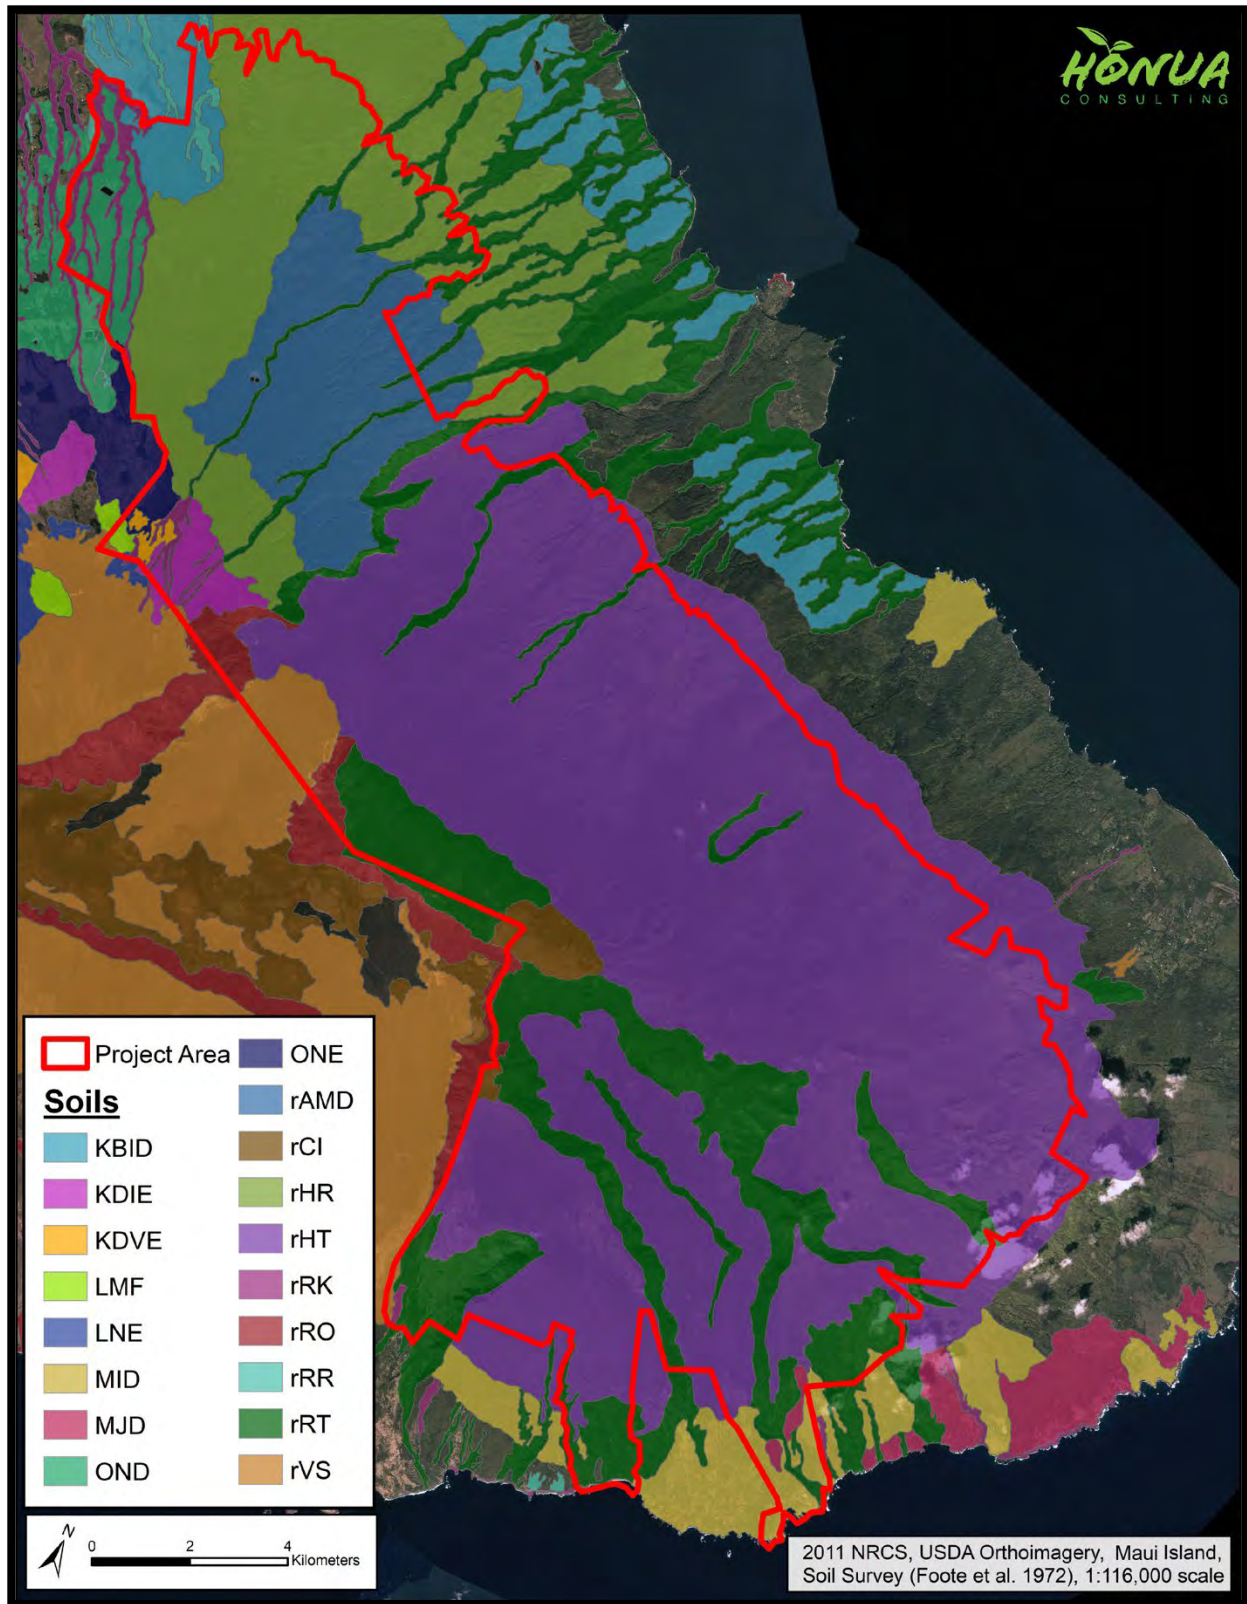 HONUA
CONSULTING
Project Area
Soils
KBID
KDIE
KDVE
LMF
LNE
MID
MJD
OND
ONE
rAMD
rCI
rHR
rHT
rRK
rRO
rRR
rRT
rVS
N
0 2 4
Kilometers
2011 NRCS, USDA Orthoimagery, Maui Island,
Soil Survey (Foote et al. 1972), 1:116,000 scale